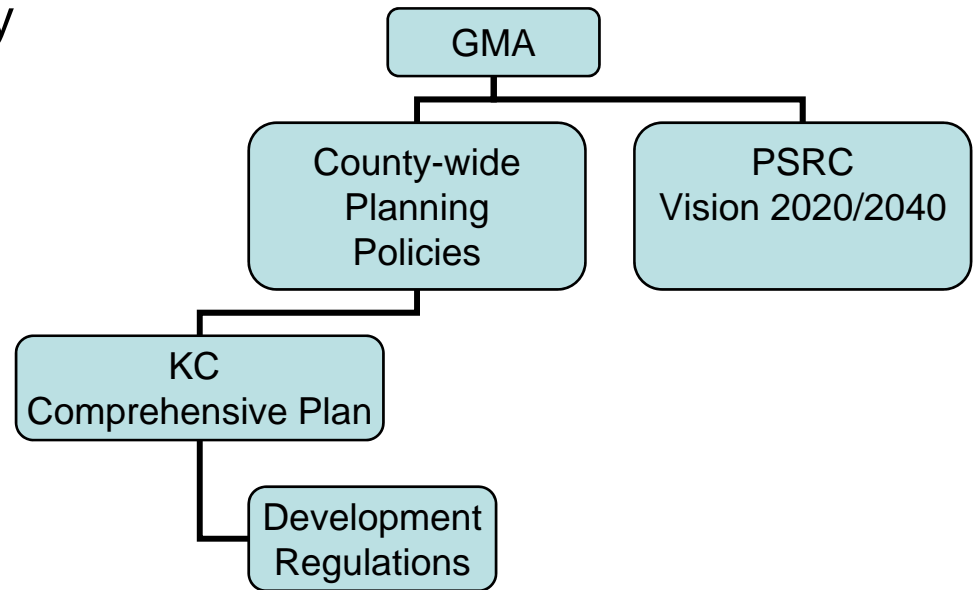 y
GMA
County-wide
Planning
Policies
PSRC
Vision 2020/2040
KC
Comprehensive Plan
Development
Regulations